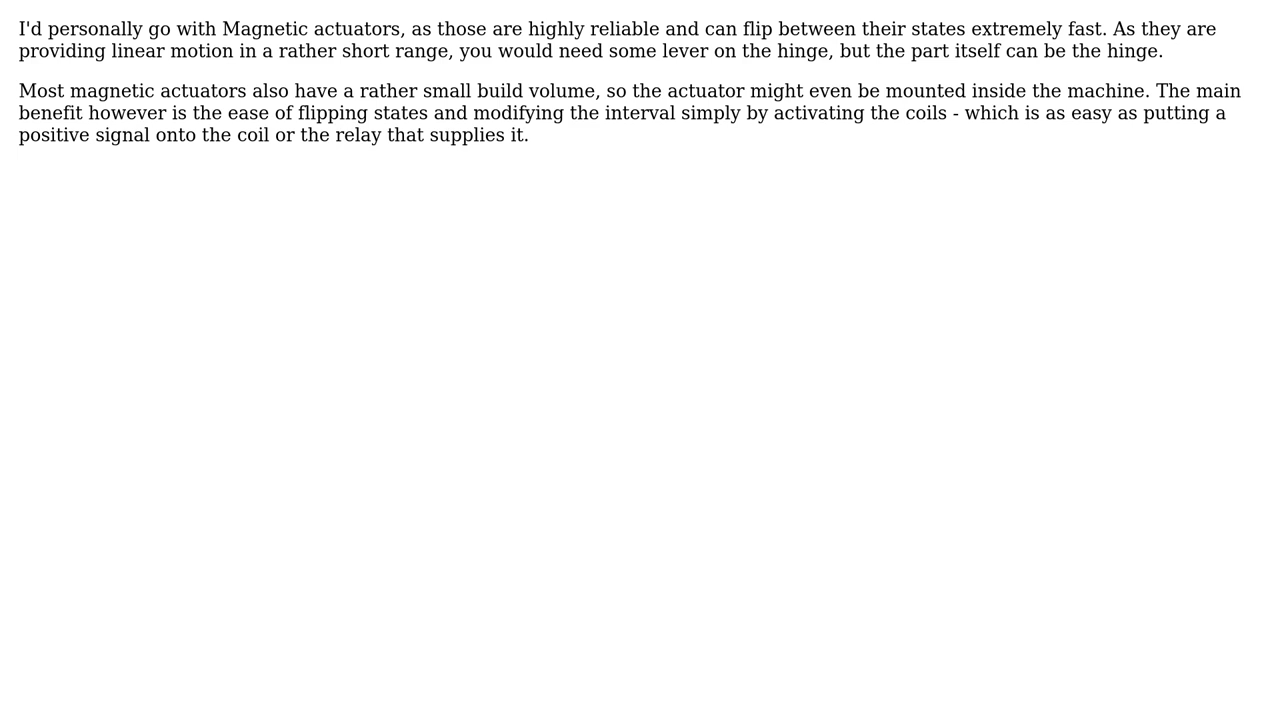 I'd personally go with Magnetic actuators, as those are highly reliable and can flip between their states extremely fast. As they are
providing linear motion in a rather short range, you would need some lever on the hinge, but the part itself can be the hinge.
Most magnetic actuators also have a rather small build volume, so the actuator might even be mounted inside the machine. The main
benefit however is the ease of flipping states and modifying the interval simply by activating the coils - which is as easy as putting a
positive signal onto the coil or the relay that supplies it.